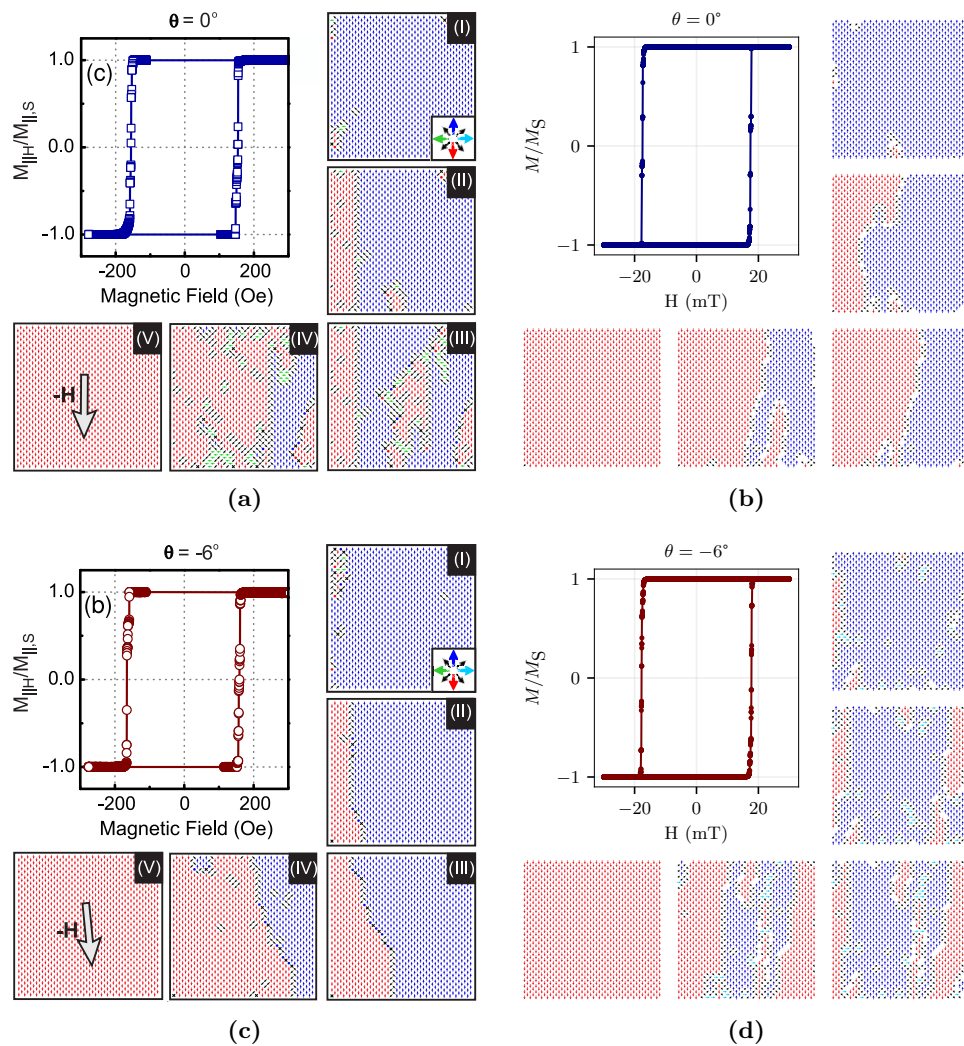 θ = 0°
(c)
1.0
0.0
-1.0
M||H/M||,S
-200
0
200
Magnetic Field (Oe)
(I)
(II)
(V)
-H
(IV)
(III)
(a)
θ = 0°
1
0
−1
M/MS
−20
0
20
H (mT)
(b)
θ = -6°
(b)
1.0
0.0
-1.0
M||H/M||,S
-200
0
200
Magnetic Field (Oe)
(I)
(II)
(V)
-H
(IV)
(III)
(c)
θ = −6°
1
0
−1
M/MS
−20
0
20
H (mT)
(d)